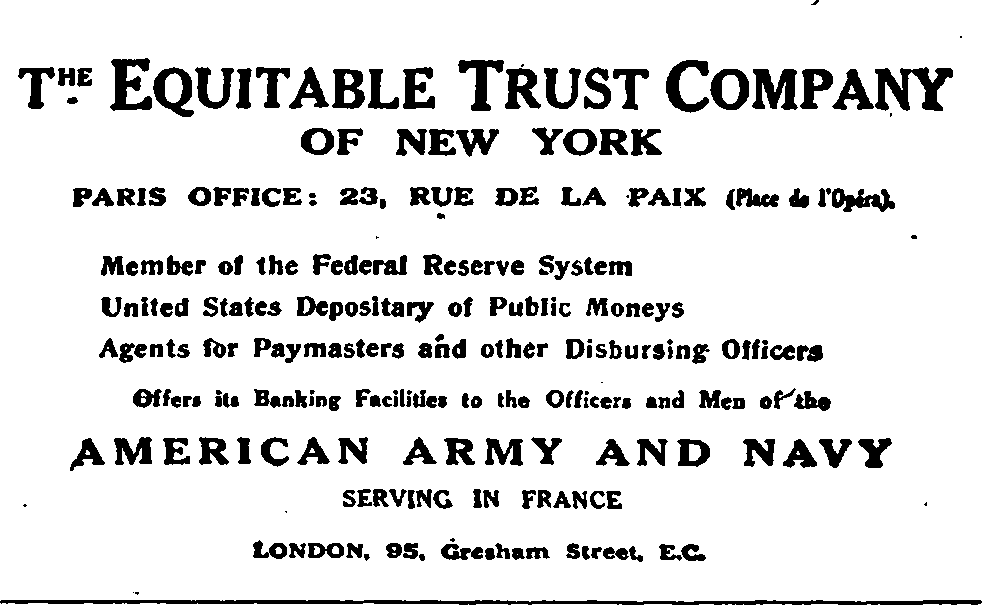 THE EQUITABLE TRUST COMPANY
OF NEW YORK
PARIS OFFICE: 23, RUE DE LA PAIX (Place de l'Opéra).
Member of the Federal Reserve System
United States Depositary of Public Moneys
Agents for Paymasters and other Disbursing Officers
Offers its Banking Facilities to the Officers and Men of the
AMERICAN ARMY AND NAVY
SERVING IN FRANCE
LONDON, 95, Gresham Street, E.C.